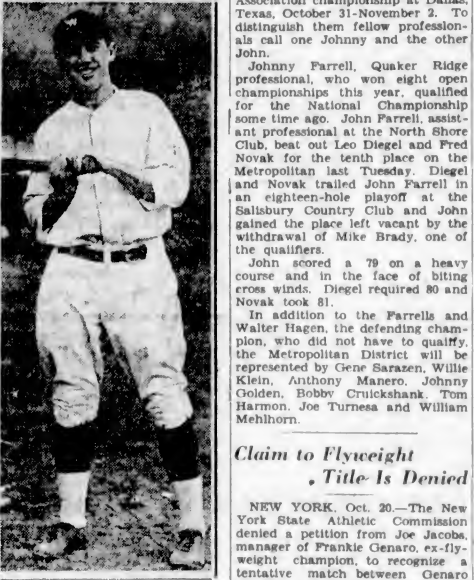 Association championship at Dallas,
Texas, October 31-November 2. To
distinguish them fellow profession-
als call one Johnny and the other
John.
Johnny Farrell, Quaker Ridge
professional, who won eight open
championships this year, qualified
for the National Championship
some time ago. John Farrell, assist-
ant professional at the North Shore
Club, beat out Leo Diegel and Fred
Novak for the tenth place on the
Metropolitan last Tuesday. Diegel
and Novak trailed John Farrell in
an eighteen-hole playoff at the
Salisbury Country Club and John
gained the place left vacant by the
withdrawal of Mike Brady, one of
the qualifiers.
John scored a 79 on a heavy
course and in the face of biting
cross winds. Diegel required 80 and
Novak took 81.
In addition to the Farrells and
Walter Hagen, the defending cham-
pion, who did not have to qualify,
the Metropolitan District will be
represented by Gene Sarazen, Willie
Klein, Anthony Manero, Johnny
Golden, Bobby Cruickshank, Tom
Harmon, Joe Turnesa and William
Mehlhorn.
Claim to Flyweight
Title Is Denied
NEW YORK, Oct. 20.—The New
York State Athletic Commission
denied a petition from Joe Jacobs,
manager of Frankie Genaro, ex-fly-
weight champion, to recognize a
tentative match between Genaro